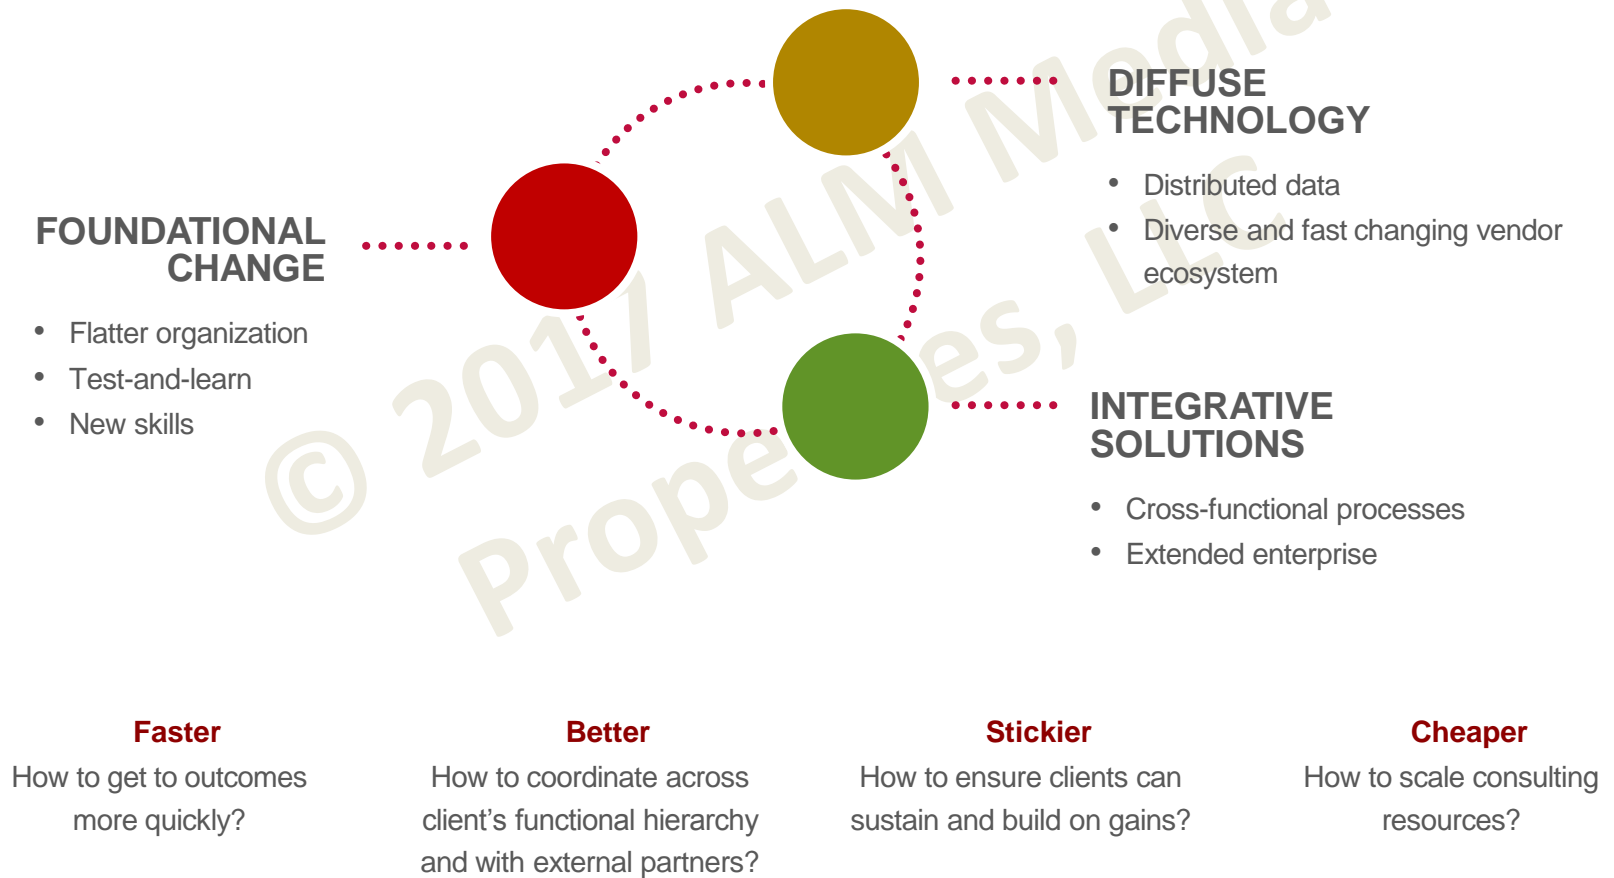 DIFFUSE
TECHNOLOGY
• Distributed data
• Diverse and fast changing vendor
ecosystem
FOUNDATIONAL
CHANGE
• Flatter organization
• Test-and-learn
• New skills
INTEGRATIVE
SOLUTIONS
• Cross-functional processes
• Extended enterprise
© 2017 ALM Media
Properties, LLC
Faster
How to get to outcomes
more quickly?
Better
How to coordinate across
client’s functional hierarchy
and with external partners?
Stickier
How to ensure clients can
sustain and build on gains?
Cheaper
How to scale consulting
resources?